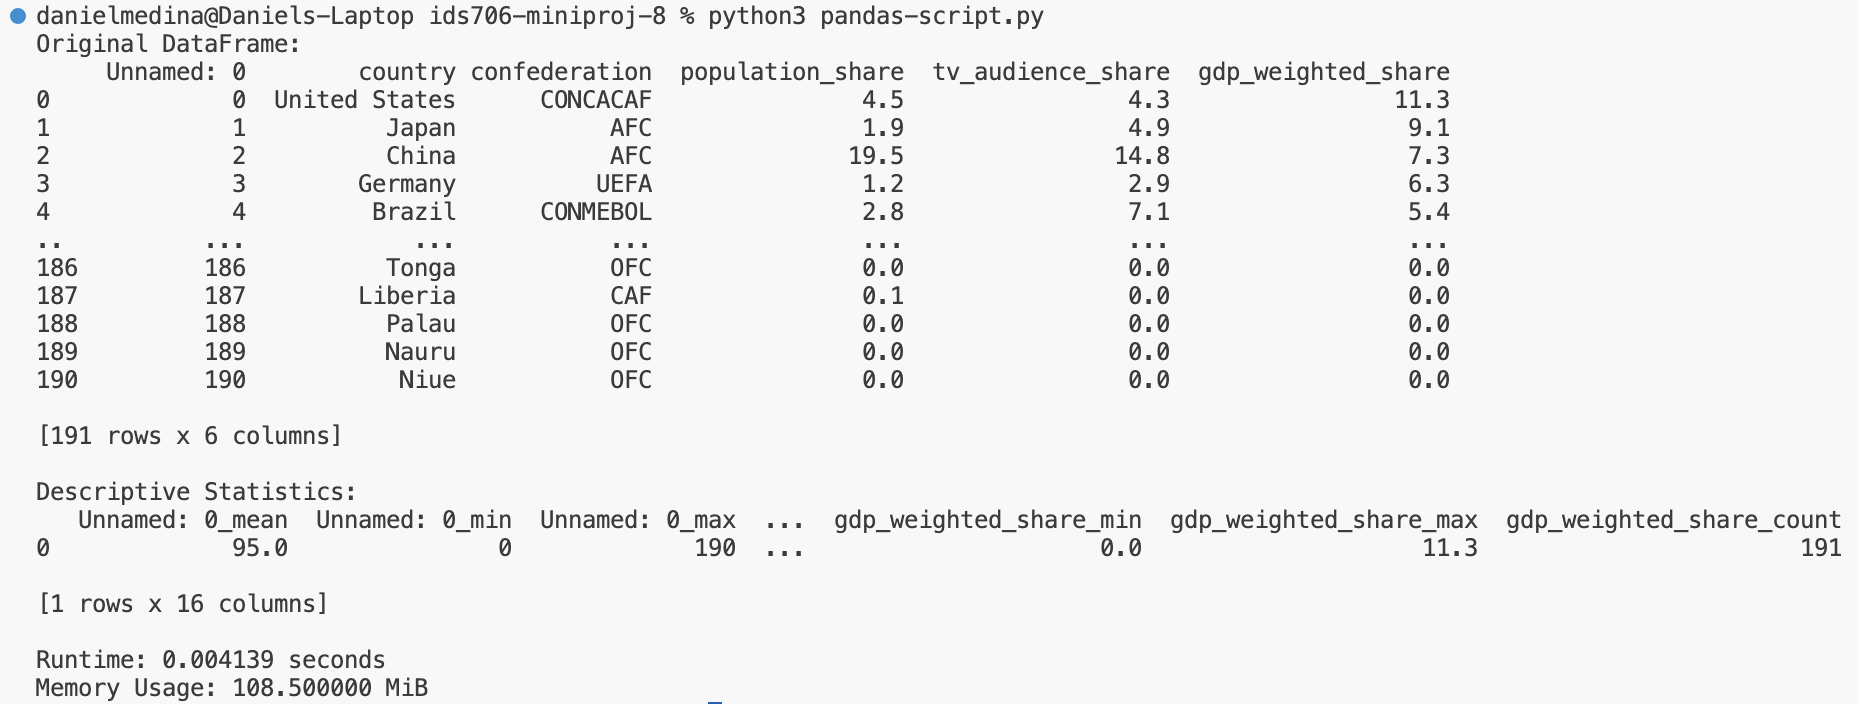 danielmedina@Daniels-Laptop ids706-miniproj-8 % python3 pandas-script.py
Original DataFrame:
     Unnamed: 0        country confederation  population_share  tv_audience_share  gdp_weighted_share
0             0  United States      CONCACAF               4.5                4.3                11.3
1             1          Japan           AFC               1.9                4.9                 9.1
2             2          China           AFC              19.5               14.8                 7.3
3             3        Germany          UEFA               1.2                2.9                 6.3
4             4         Brazil      CONMEBOL               2.8                7.1                 5.4
..          ...            ...           ...               ...                ...                 ...
186         186          Tonga           OFC               0.0                0.0                 0.0
187         187        Liberia           CAF               0.1                0.0                 0.0
188         188          Palau           OFC               0.0                0.0                 0.0
189         189          Nauru           OFC               0.0                0.0                 0.0
190         190           Niue           OFC               0.0                0.0                 0.0
[191 rows x 6 columns]
Descriptive Statistics:
   Unnamed: 0_mean  Unnamed: 0_min  Unnamed: 0_max  ...  gdp_weighted_share_min  gdp_weighted_share_max  gdp_weighted_share_count
0             95.0               0             190  ...                     0.0                    11.3                       191
[1 rows x 16 columns]
Runtime: 0.004139 seconds
Memory Usage: 108.500000 MiB